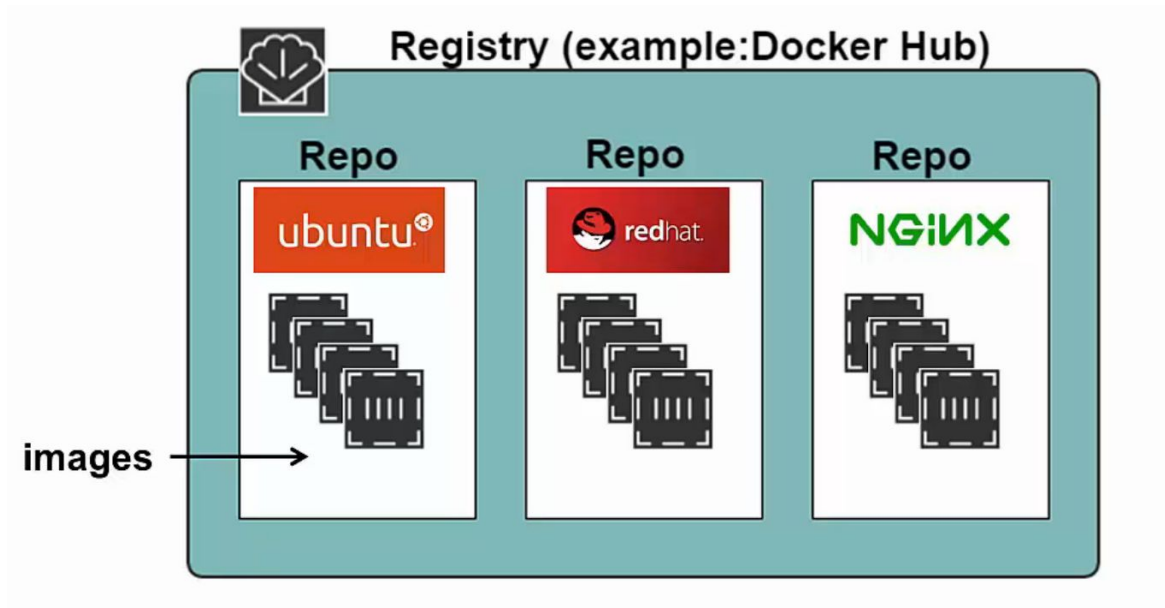 Registry (example:Docker Hub)
Repo
Repo
Repo
ubuntu
redhat.
NGINX
images